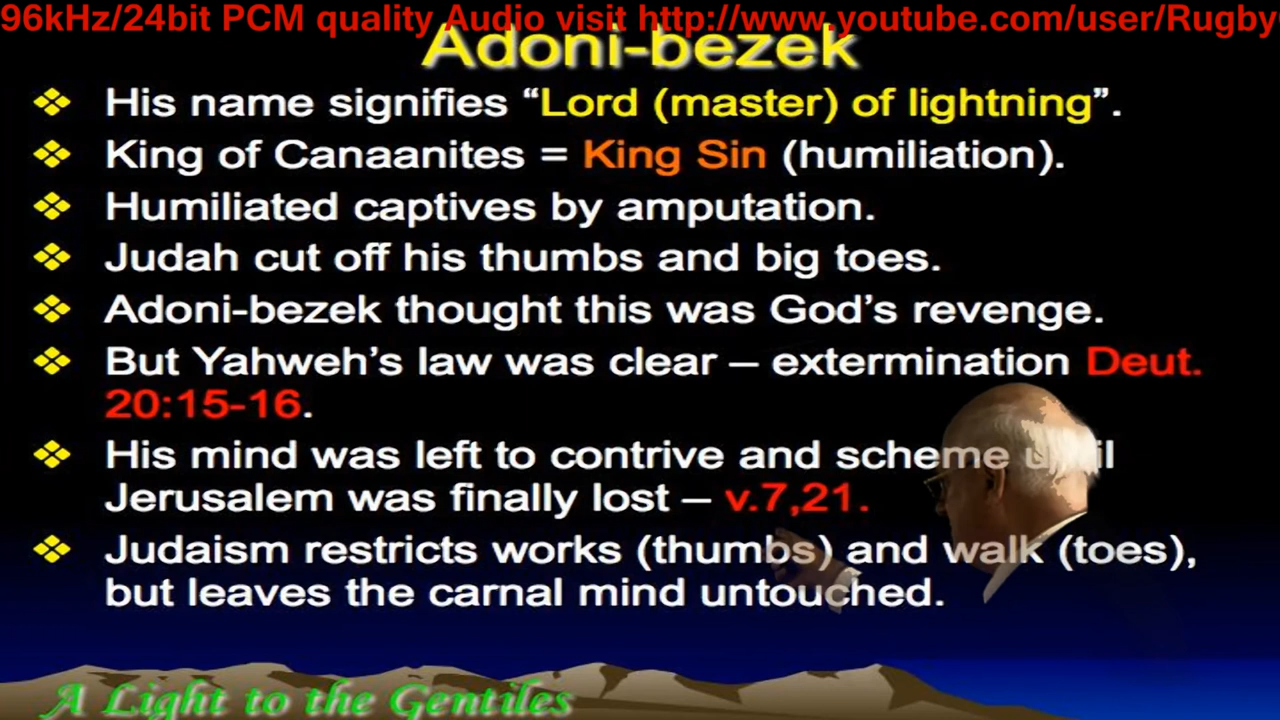 96kHz/24bit PCM quality Audio visit http://www.youtube.com/user/Rugby
Adoni-bezek
❖ His name signifies “Lord (master) of lightning”.
❖ King of Canaanites = King Sin (humiliation).
❖ Humiliated captives by amputation.
❖ Judah cut off his thumbs and big toes.
❖ Adoni-bezek thought this was God’s revenge.
❖ But Yahweh’s law was clear – extermination Deut.
20:15-16.
❖ His mind was left to contrive and scheme until
Jerusalem was finally lost – v.7,21.
❖ Judaism restricts works (thumbs) and walk (toes),
but leaves the carnal mind untouched.
A Light to the Gentiles